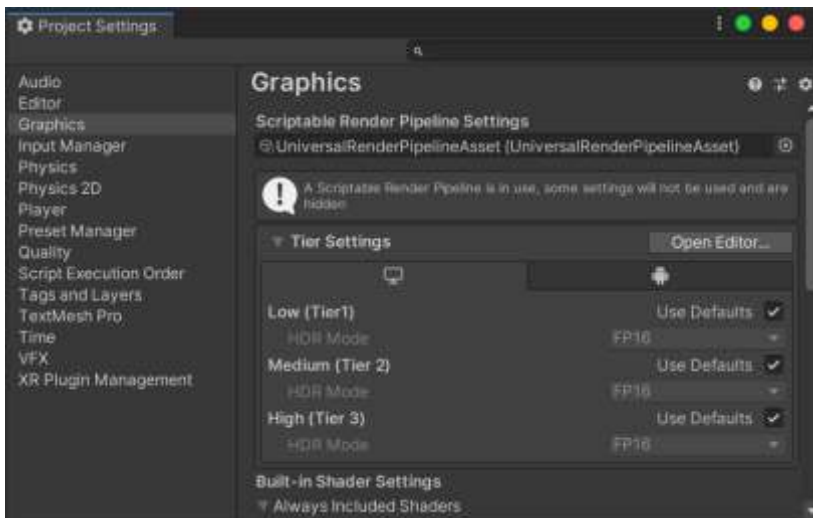 Project Settings
Audio
Editor
Graphics
Input Manager
Physics
Physics 2D
Player
Preset Manager
Quality
Script Execution Order
Tags and Layers
TextMesh Pro
Time
VFX
XR Plugin Management
Graphics
Scriptable Render Pipeline Settings
UniversalRenderPipelineAsset (UniversalRenderPipelineAsset)
A Scriptable Render Pipeline is in use, some settings will not be used and are
hidden
Tier Settings Open Editor...
Low (Tier1) Use Defaults
HDR Mode FP16
Medium (Tier 2) Use Defaults
HDR Mode FP16
High (Tier 3) Use Defaults
HDR Mode FP16
Built-in Shader Settings
Always Included Shaders